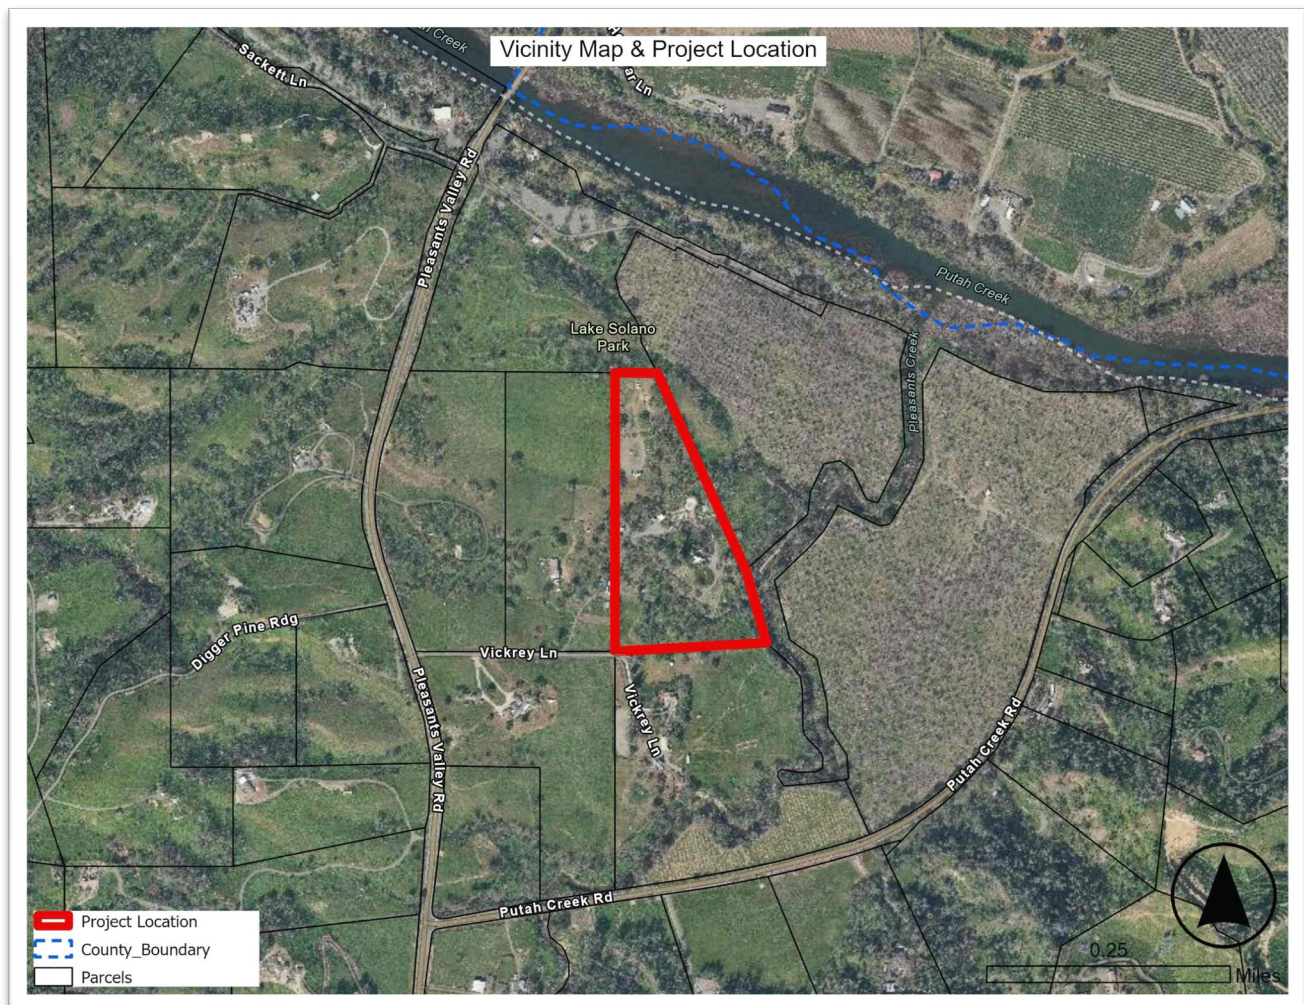 Vicinity Map & Project Location
Creek
Sackett Ln
Ln
Pleasants Valley Rd
Putah Creek
Lake Solano
Park
Pleasants Creek
Digger Pine Rdg
Vickrey Ln
Vickrey Ln
Pleasants Valley Rd
Putah Creek Rd
Putah Creek Rd
Project Location
County_Boundary
Parcels
0.25
Miles